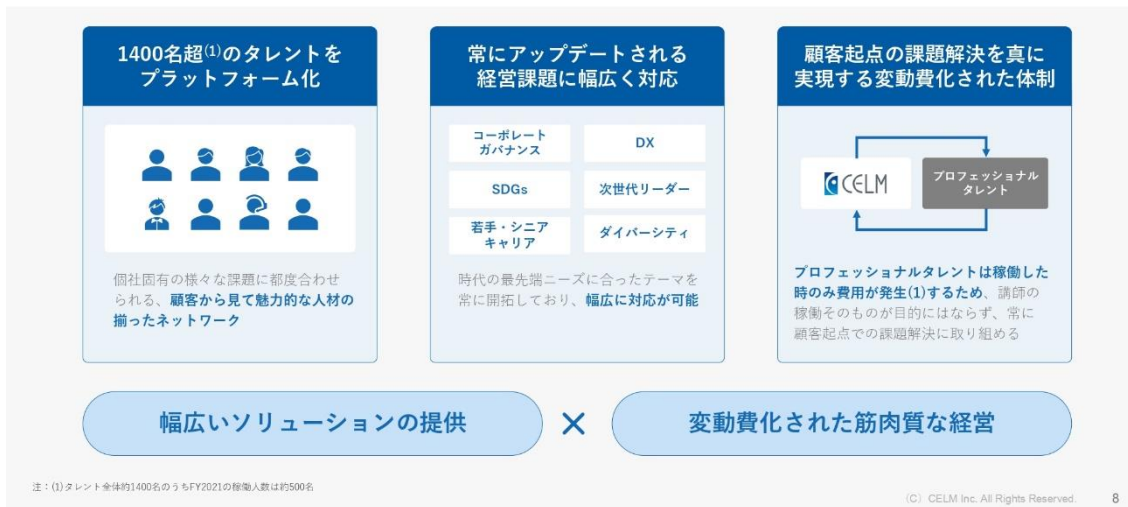 1400名超(1)のタレントを
プラットフォーム化
個社固有の様々な課題に都度合わせ
られる、顧客から見て魅力的な人材の
揃ったネットワーク
常にアップデートされる
経営課題に幅広く対応
コーポレート
ガバナンス
DX
SDGs
次世代リーダー
若手・シニア
キャリア
ダイバーシティ
時代の最先端ニーズに合ったテーマを
常に開拓しており、幅広に対応が可能
顧客起点の課題解決を真に
実現する変動費化された体制
CELM
プロフェッショナル
タレント
プロフェッショナルタレントは稼働した
時のみ費用が発生(1)するため、講師の
稼働そのものが目的にはならず、常に
顧客起点での課題解決に取り組める
幅広いソリューションの提供
×
変動費化された筋肉質な経営
注：(1)タレント全体約1400名のうちFY2021の稼働人数は約500名
（C）CELM Inc. All Rights Reserved.
8